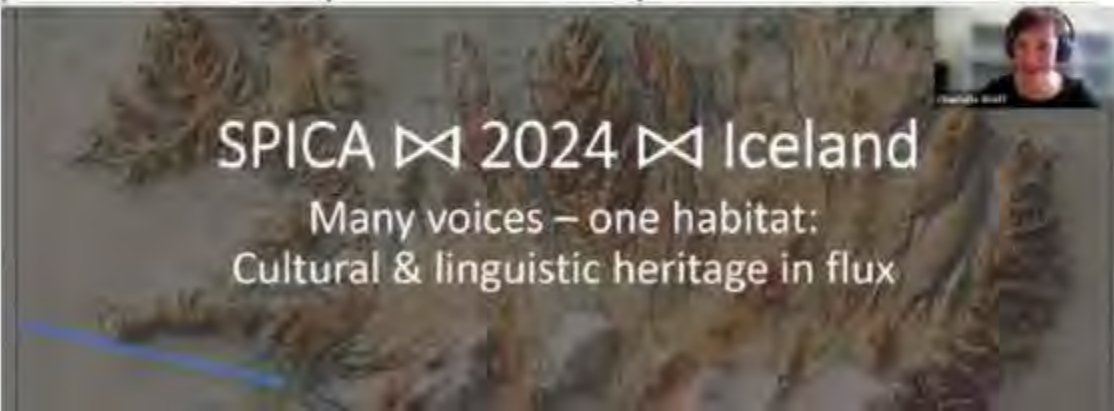 SPICA ⋈ 2024 ⋈ Iceland
Many voices – one habitat:
Cultural & linguistic heritage in flux